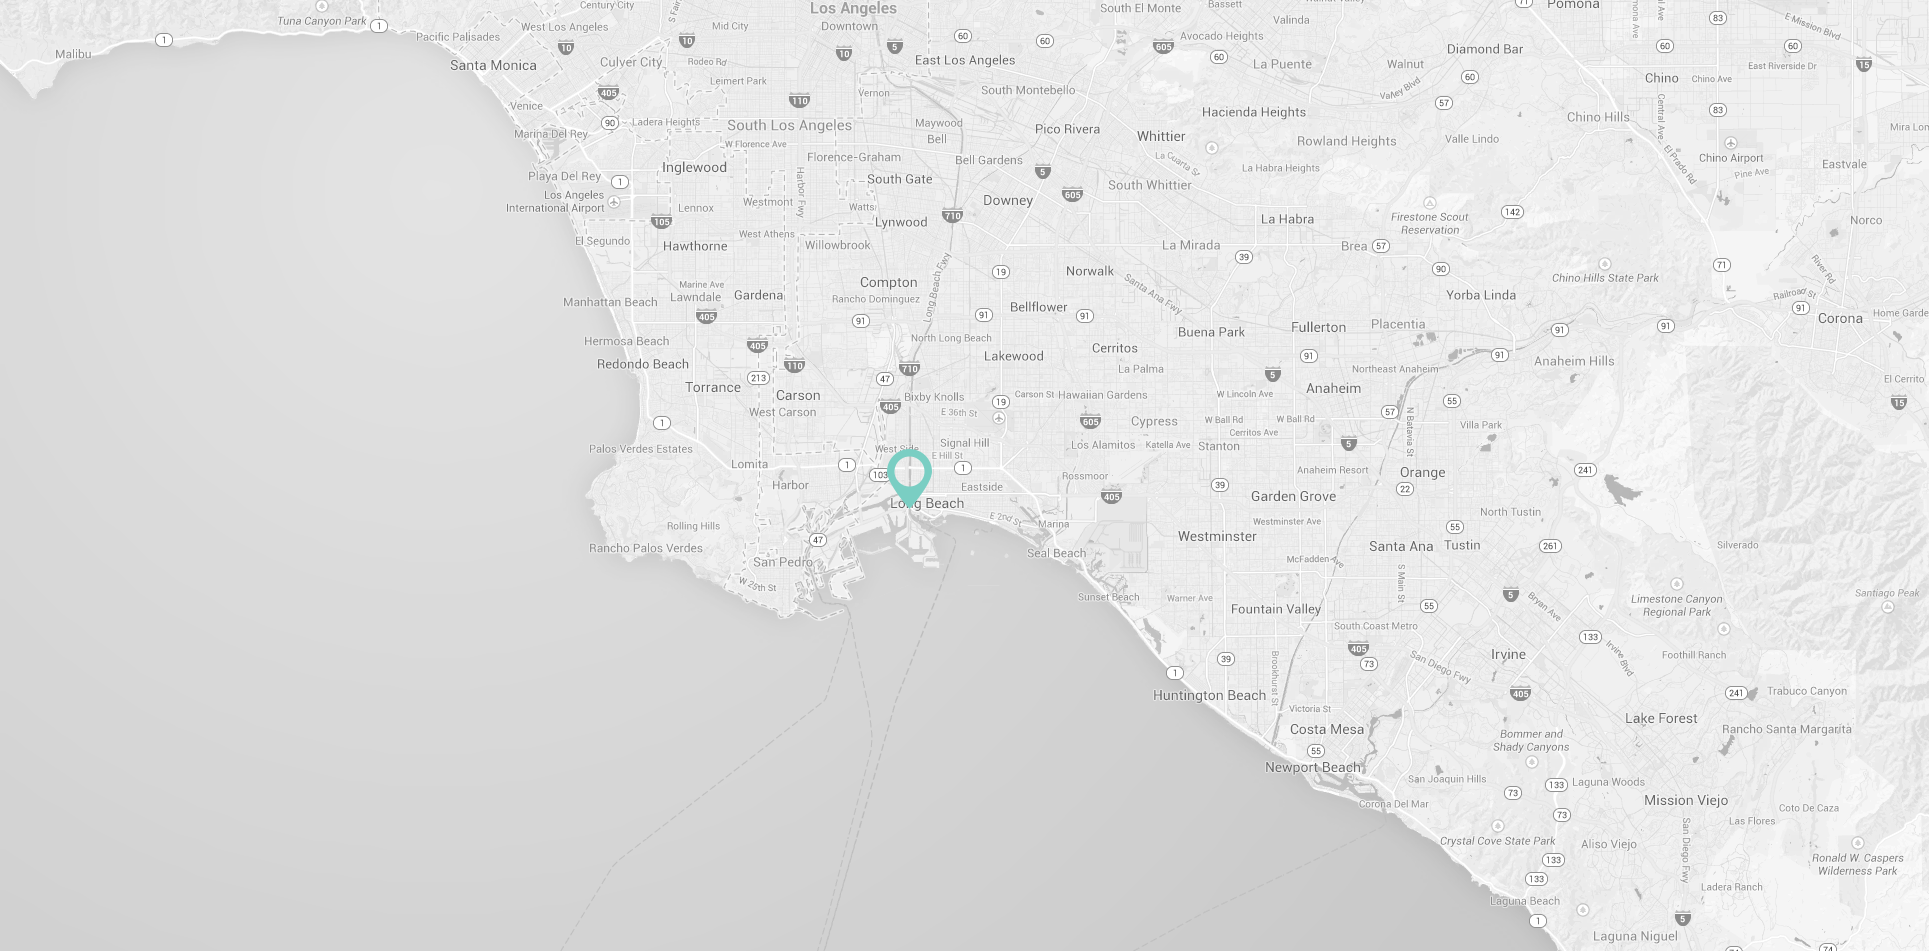 Century City
Los Angeles
South El Monte
Bassett
Pomona
Tuna Canyon Park
1
West Los Angeles
Mid City
Downtown
Valinda
71
83
E Mission Blvd
Malibu
1
Pacific Palisades
10
10
10
5
60
60
605
Avocado Heights
60
Diamond Bar
60
60
Santa Monica
Culver City
Rodeo Rd
East Los Angeles
La Puente
Walnut
East Riverside Dr
15
Leimert Park
60
Chino
Chino Ave
405
110
Vernon
South Montebello
Valley Blvd
Venice
57
83
Central Ave
90
Ladera Heights
South Los Angeles
Maywood
Hacienda Heights
Chino Hills
Marina Del Rey
Pico Rivera
Whittier
Bell
Rowland Heights
Valle Lindo
W Florence Ave
Florence-Graham
Bell Gardens
La Cuarta St
El Prado Rd
Chino Airport
Eastvale
Inglewood
La Habra Heights
Pine Ave
Playa Del Rey
1
Harbor Fwy
South Gate
5
South Whittier
Los Angeles
International Airport
Lennox
Westmont
Watts
Downey
605
105
710
Lynwood
La Habra
142
Firestone Scout
Reservation
Norco
El Segundo
Hawthorne
West Athens
Willowbrook
La Mirada
39
Brea
57
90
71
River Rd
Long Beach Fwy
19
Norwalk
Chino Hills State Park
Compton
Marine Ave
Lawndale
Gardena
Rancho Dominguez
Santa Ana Fwy
Yorba Linda
Railroad St
Manhattan Beach
Bellflower
91
91
91
91
405
91
91
Corona
Home Garde
Buena Park
Fullerton
Placentia
Hermosa Beach
405
North Long Beach
Lakewood
Cerritos
91
91
Anaheim Hills
Redondo Beach
110
710
La Palma
5
Northeast Anaheim
213
47
El Cerrito
Torrance
Carson
Anaheim
Bixby Knolls
Carson St
Hawaiian Gardens
W Lincoln Ave
405
19
55
15
West Carson
E 36th St
57
N Batavia St
1
605
Cypress
W Ball Rd
W Ball Rd
Villa Park
Cerritos Ave
Palos Verdes Estates
West Side
Signal Hill
Los Alamitos
Katella Ave
Stanton
5
E Hill St
Lomita
1
103
1
Anaheim Resort
241
Orange
Rossmoor
Harbor
Eastside
39
22
405
Garden Grove
Long Beach
North Tustin
E 2nd St
Marina
Westminster Ave
Rolling Hills
55
47
Westminster
Rancho Palos Verdes
Seal Beach
Santa Ana
Tustin
261
Silverado
San Pedro
McFadden Ave
W 25th St
S Main St
Limestone Canyon
Regional Park
Santiago Peak
Sunset Beach
Warner Ave
5
Bryan Ave
Fountain Valley
55
South Coast Metro
133
405
Irvine Blvd
39
73
San Diego Fwy
Irvine
Foothill Ranch
1
Brookhurst St
405
241
Trabuco Canyon
Huntington Beach
Victoria St
Lake Forest
Costa Mesa
Bommer and
Shady Canyons
Rancho Santa Margarita
55
Newport Beach
San Joaquin Hills
133
Laguna Woods
73
Mission Viejo
Corona Del Mar
73
Coto De Caza
Las Flores
Crystal Cove State Park
San Diego Fwy
Aliso Viejo
133
Ronald W. Caspers
Wilderness Park
133
Ladera Ranch
Laguna Beach
1
5
Laguna Niguel
74